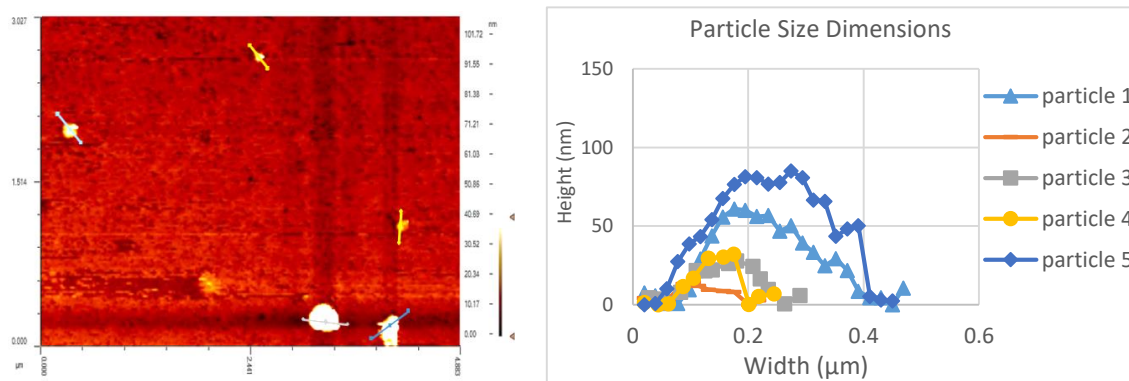 3.027
nm
101.72
91.55
81.38
71.21
61.03
1.514
50.86
40.69
30.52
20.34
10.17
0.00
0.000
µm
0.000
2.441
4.883
Particle Size Dimensions
150
100
50
0
Height (nm)
0
0.2
0.4
0.6
Width (µm)
particle 1
particle 2
particle 3
particle 4
particle 5